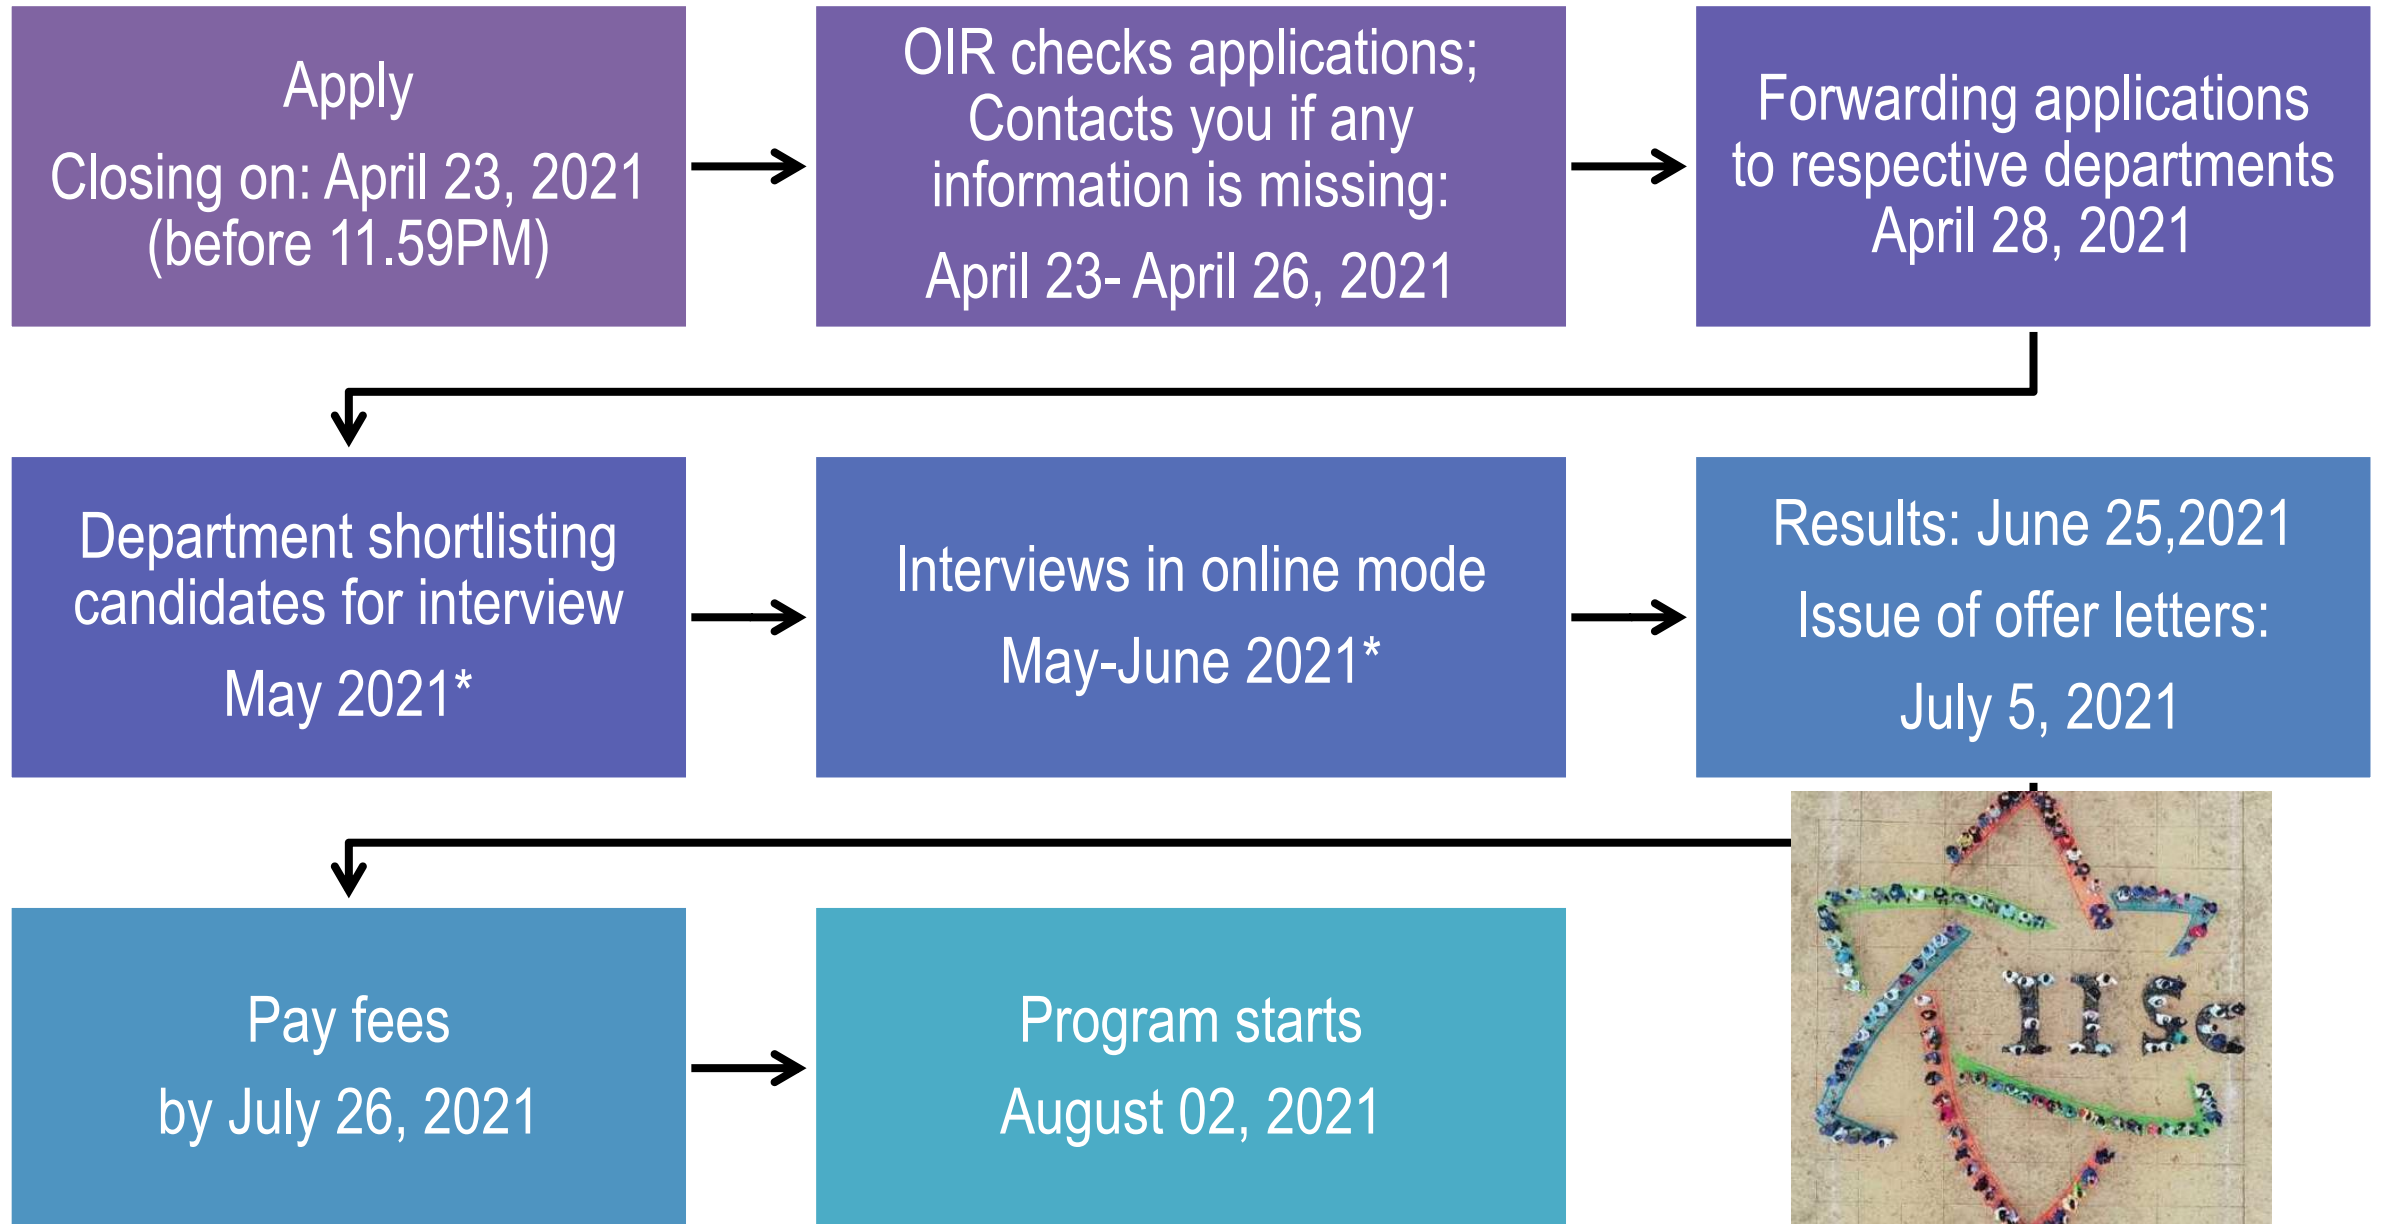 Apply
Closing on: April 23, 2021
(before 11.59PM)
OIR checks applications;
Contacts you if any
information is missing:
April 23- April 26, 2021
Forwarding applications
to respective departments
April 28, 2021
Department shortlisting
candidates for interview
May 2021*
Interviews in online mode
May-June 2021*
Results: June 25,2021
Issue of offer letters:
July 5, 2021
Pay fees
by July 26, 2021
Program starts
August 02, 2021
IISc